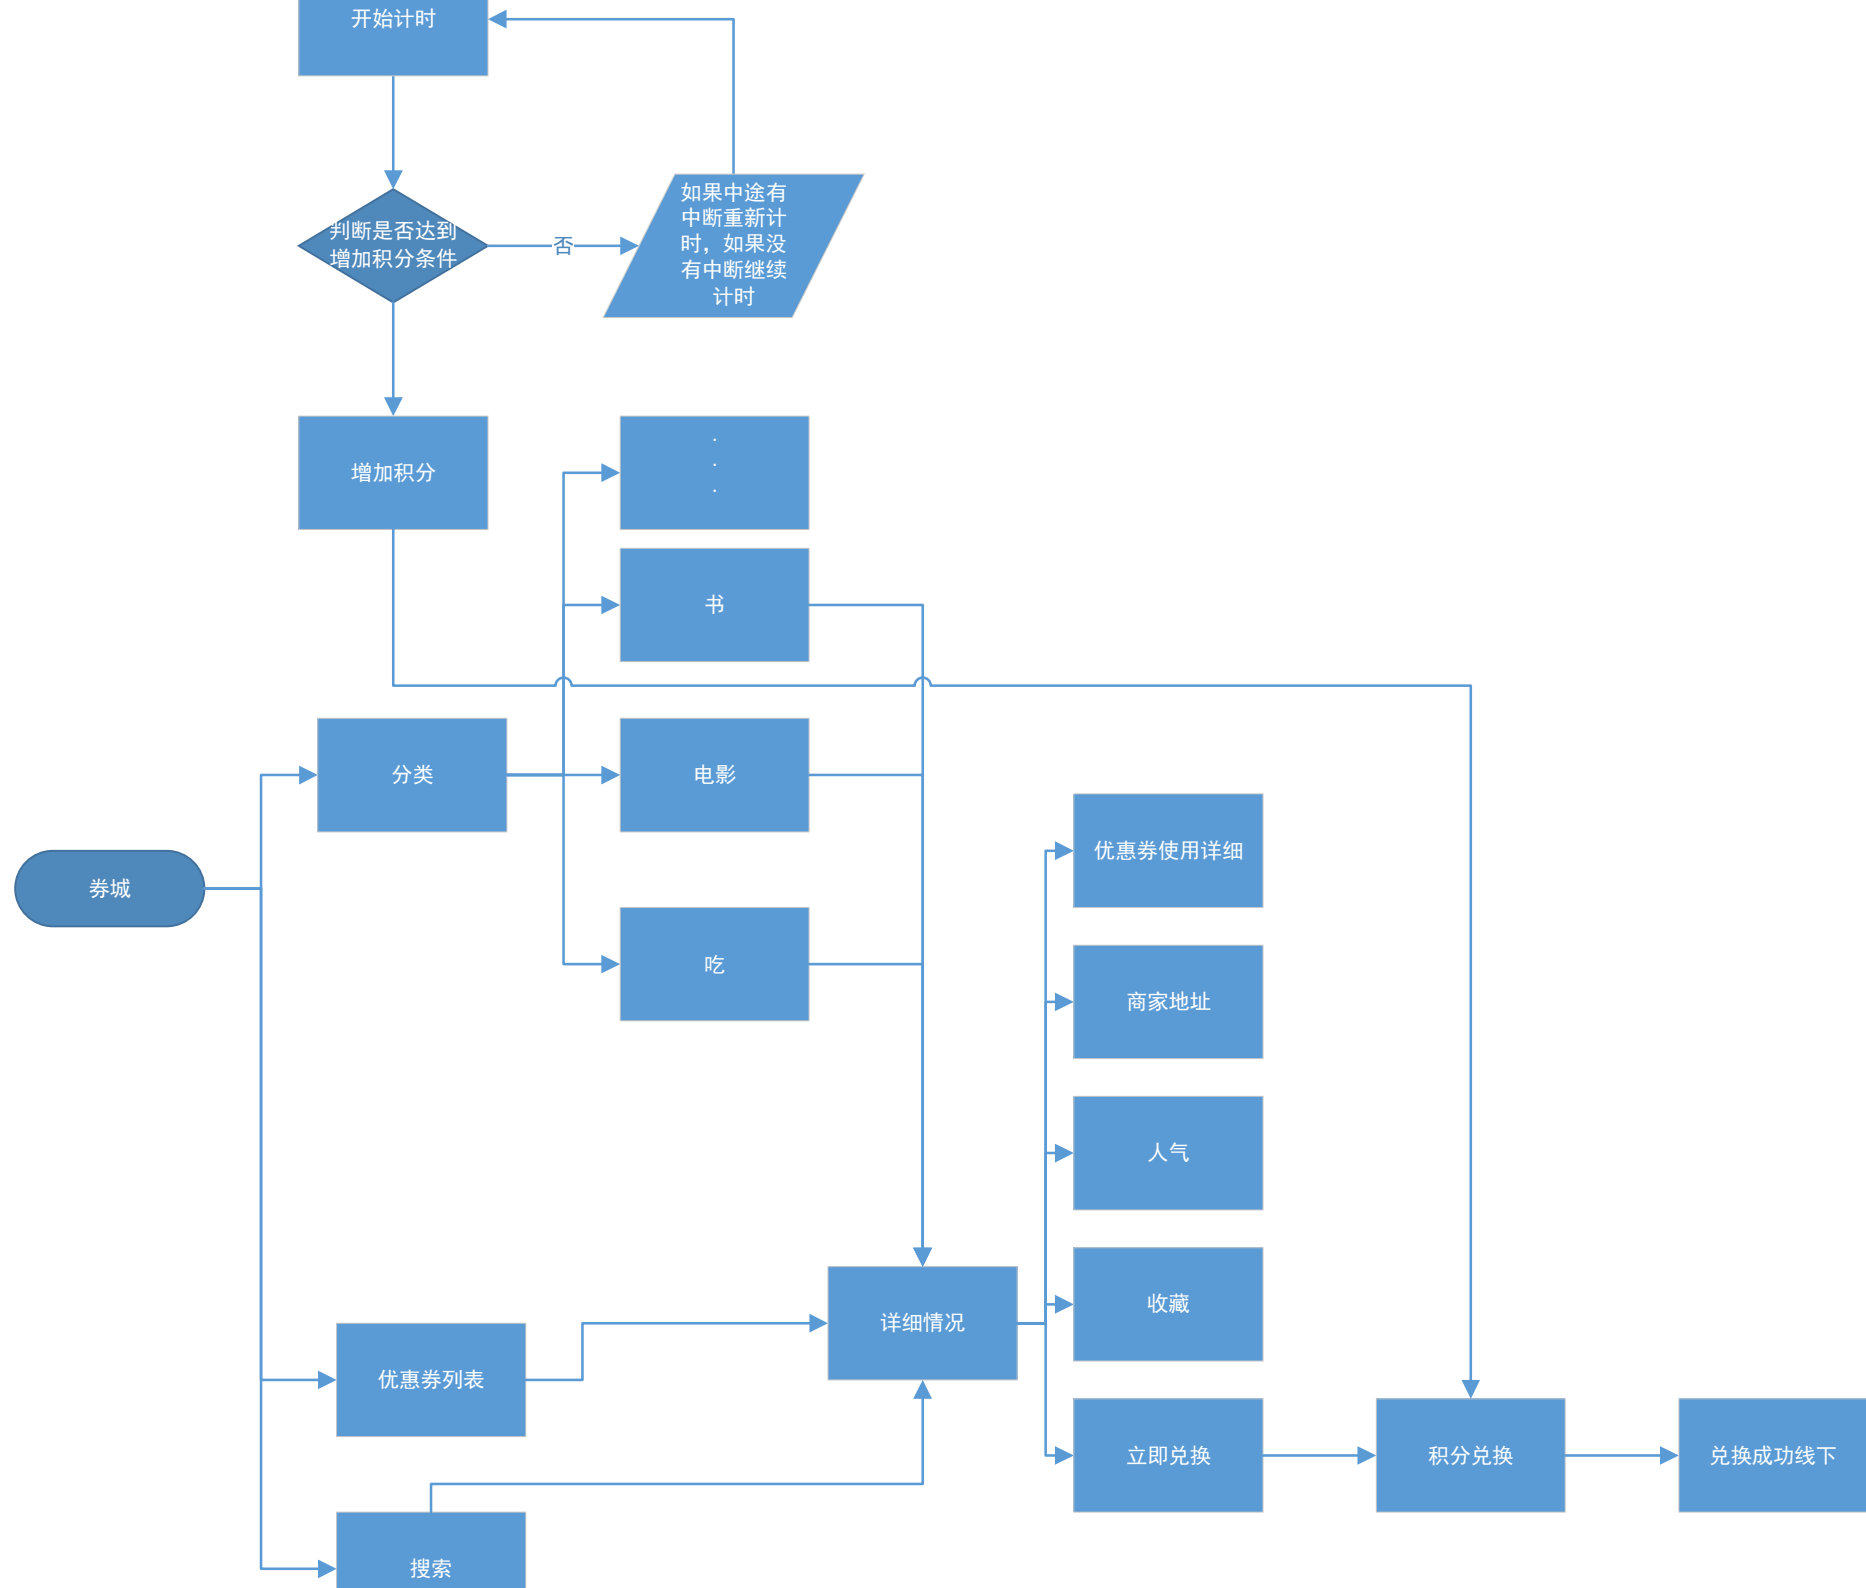 开始计时
判断是否达到
增加积分条件
否
如果中途有
中断重新计
时，如果没
有中断继续
计时
增加积分
.
.
.
书
分类
电影
优惠券使用详细
券城
吃
商家地址
人气
收藏
详细情况
优惠券列表
立即兑换
积分兑换
兑换成功线下
搜索